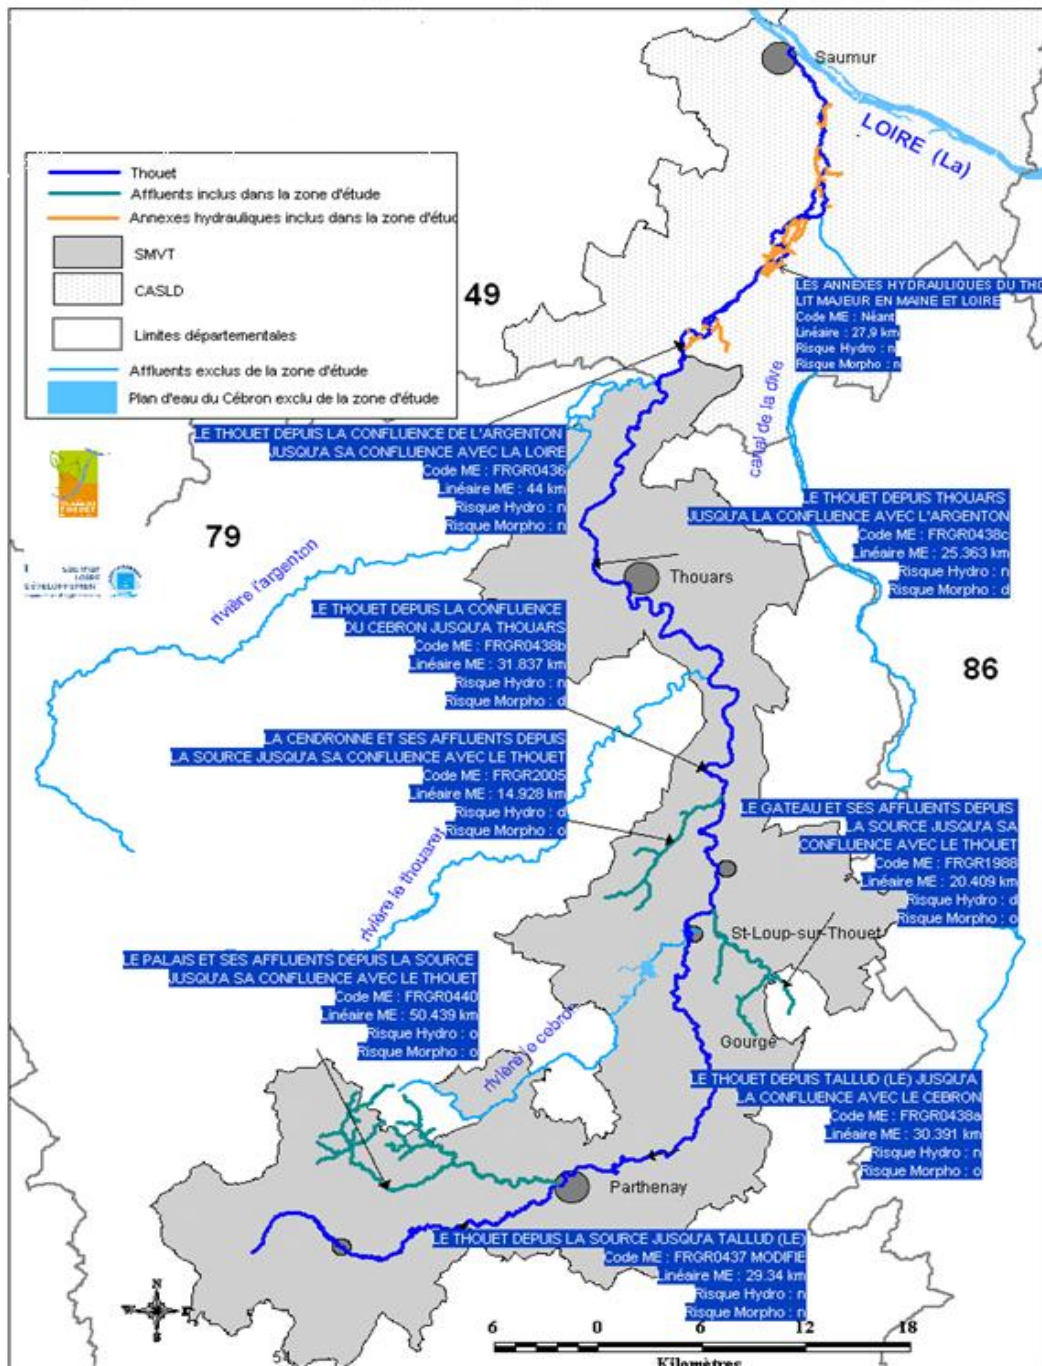 Saumur
LOIRE (La)
Thouet
Affluents inclus dans la zone d'étude
Annexes hydrauliques inclus dans la zone d'étud
SMVT
CASLD
Limites départementales
Affluents exclus de la zone d'étude
Plan d'eau du Cébron exclu de la zone d'étude
49
LES ANNEXES HYDRAULIQUES DU THO
LIT MAJEUR EN MAINE ET LOIRE
Code ME : Néant
Linéaire : 27,9 km
Risque Hydro : n
Risque Morpho : n
canal de la dive
LE THOUET DEPUIS LA CONFLUENCE DE L'ARGENTON
JUSQU'A SA CONFLUENCE AVEC LA LOIRE
Code ME : FRGR0436
Linéaire ME : 44 km
Risque Hydro : n
Risque Morpho : n
LE THOUET DEPUIS THOUARS
JUSQU'A LA CONFLUENCE AVEC L'ARGENTON
Code ME : FRGR0438c
Linéaire ME : 25.363 km
Risque Hydro : n
Risque Morpho : d
79
rivière l'argenton
Thouars
LE THOUET DEPUIS LA CONFLUENCE
DU CEBRON JUSQU'A THOUARS
Code ME : FRGR0438b
Linéaire ME : 31.837 km
Risque Hydro : n
Risque Morpho : d
86
LA CENDRONNE ET SES AFFLUENTS DEPUIS
LA SOURCE JUSQU'A SA CONFLUENCE AVEC LE THOUET
Code ME : FRGR2005
Linéaire ME : 14.928 km
Risque Hydro : d
Risque Morpho : o
LE GATEAU ET SES AFFLUENTS DEPUIS
LA SOURCE JUSQU'A SA
CONFLUENCE AVEC LE THOUET
Code ME : FRGR1988
Linéaire ME : 20.409 km
Risque Hydro : d
Risque Morpho : o
rivière le thouaret
St-Loup-sur-Thouet
LE PALAIS ET SES AFFLUENTS DEPUIS LA SOURCE
JUSQU'A SA CONFLUENCE AVEC LE THOUET
Code ME : FRGR0440
Linéaire ME : 50.439 km
Risque Hydro : o
Risque Morpho : o
rivière le cebron
Gourgé
LE THOUET DEPUIS TALLUD (LE) JUSQU'A
LA CONFLUENCE AVEC LE CEBRON
Code ME : FRGR0438a
Linéaire ME : 30.391 km
Risque Hydro : n
Risque Morpho : o
Parthenay
LE THOUET DEPUIS LA SOURCE JUSQU'A TALLUD (LE)
Code ME : FRGR0437 MODIFIE
Linéaire ME : 29.34 km
Risque Hydro : n
Risque Morpho : n
N
W E
S
6 0 6 12 18
Kilomètres